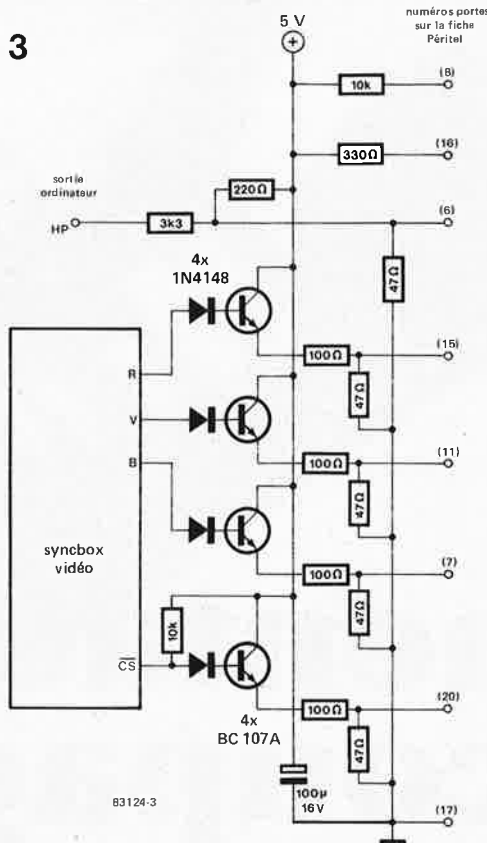 3
5 V
numéros portes
sur la fiche
Péritel
10k
(8)
330Ω
(16)
sortie
ordinateur
220Ω
HP
3k3
(6)
4x
1N4148
47Ω
R
100Ω
(15)
47Ω
V
100Ω
(11)
47Ω
B
syncbox
vidéo
100Ω
(7)
47Ω
10k
CS
100Ω
(20)
4x
BC 107A
47Ω
100µ
16V
83124-3
(17)